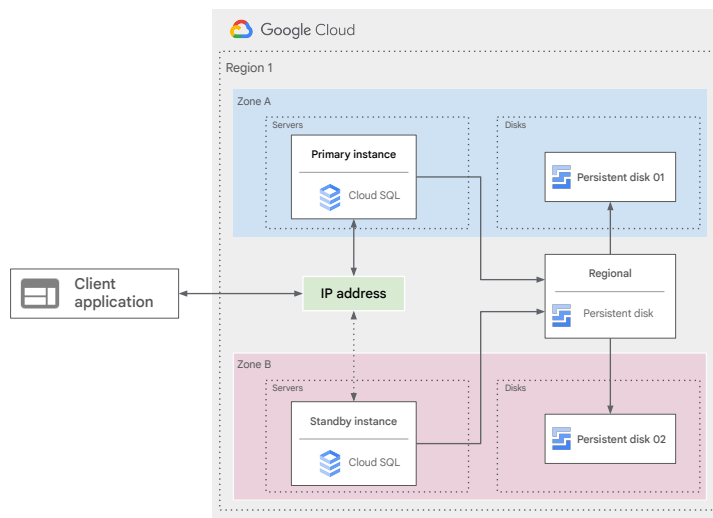 Google Cloud
Region 1
Zone A
Servers
Disks
Primary instance
Cloud SQL
Persistent disk 01
Client
application
IP address
Regional
Persistent disk
Zone B
Servers
Disks
Standby instance
Cloud SQL
Persistent disk 02